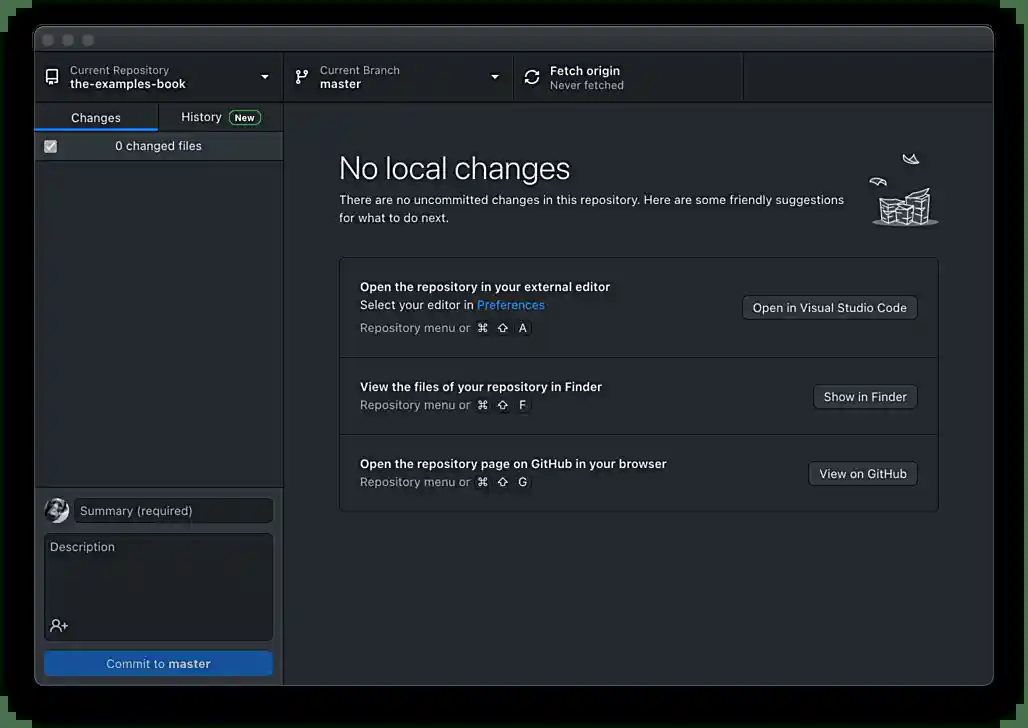 Current Repository
the-examples-book
Current Branch
master
Fetch origin
Never fetched
Changes
History New
0 changed files
No local changes
There are no uncommitted changes in this repository. Here are some friendly suggestions
for what to do next.
Open the repository in your external editor
Select your editor in Preferences
Repository menu or ⌘ ⇧ A
Open in Visual Studio Code
View the files of your repository in Finder
Repository menu or ⌘ ⇧ F
Show in Finder
Open the repository page on GitHub in your browser
Repository menu or ⌘ ⇧ G
View on GitHub
Summary (required)
Description
Commit to master